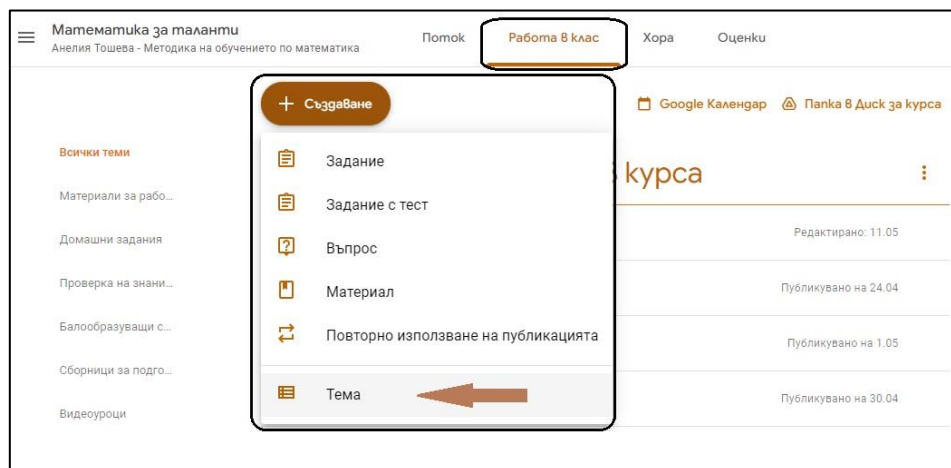 Математика за таланти
Анелия Тошева - Методика на обучението по математика
Поток
Работа в клас
Хора
Оценки
Създаване
Google Календар
Папка в Диск за курса
Всички теми
Материали за рабо...
Домашни задания
Проверка на знани...
Балообразуващи с...
Сборници за подго...
Видеоуроци
Задание
Задание с тест
Въпрос
Материал
Повторно използване на публикацията
Тема
курса
Редактирано: 11.05
Публикувано на 24.04
Публикувано на 1.05
Публикувано на 30.04